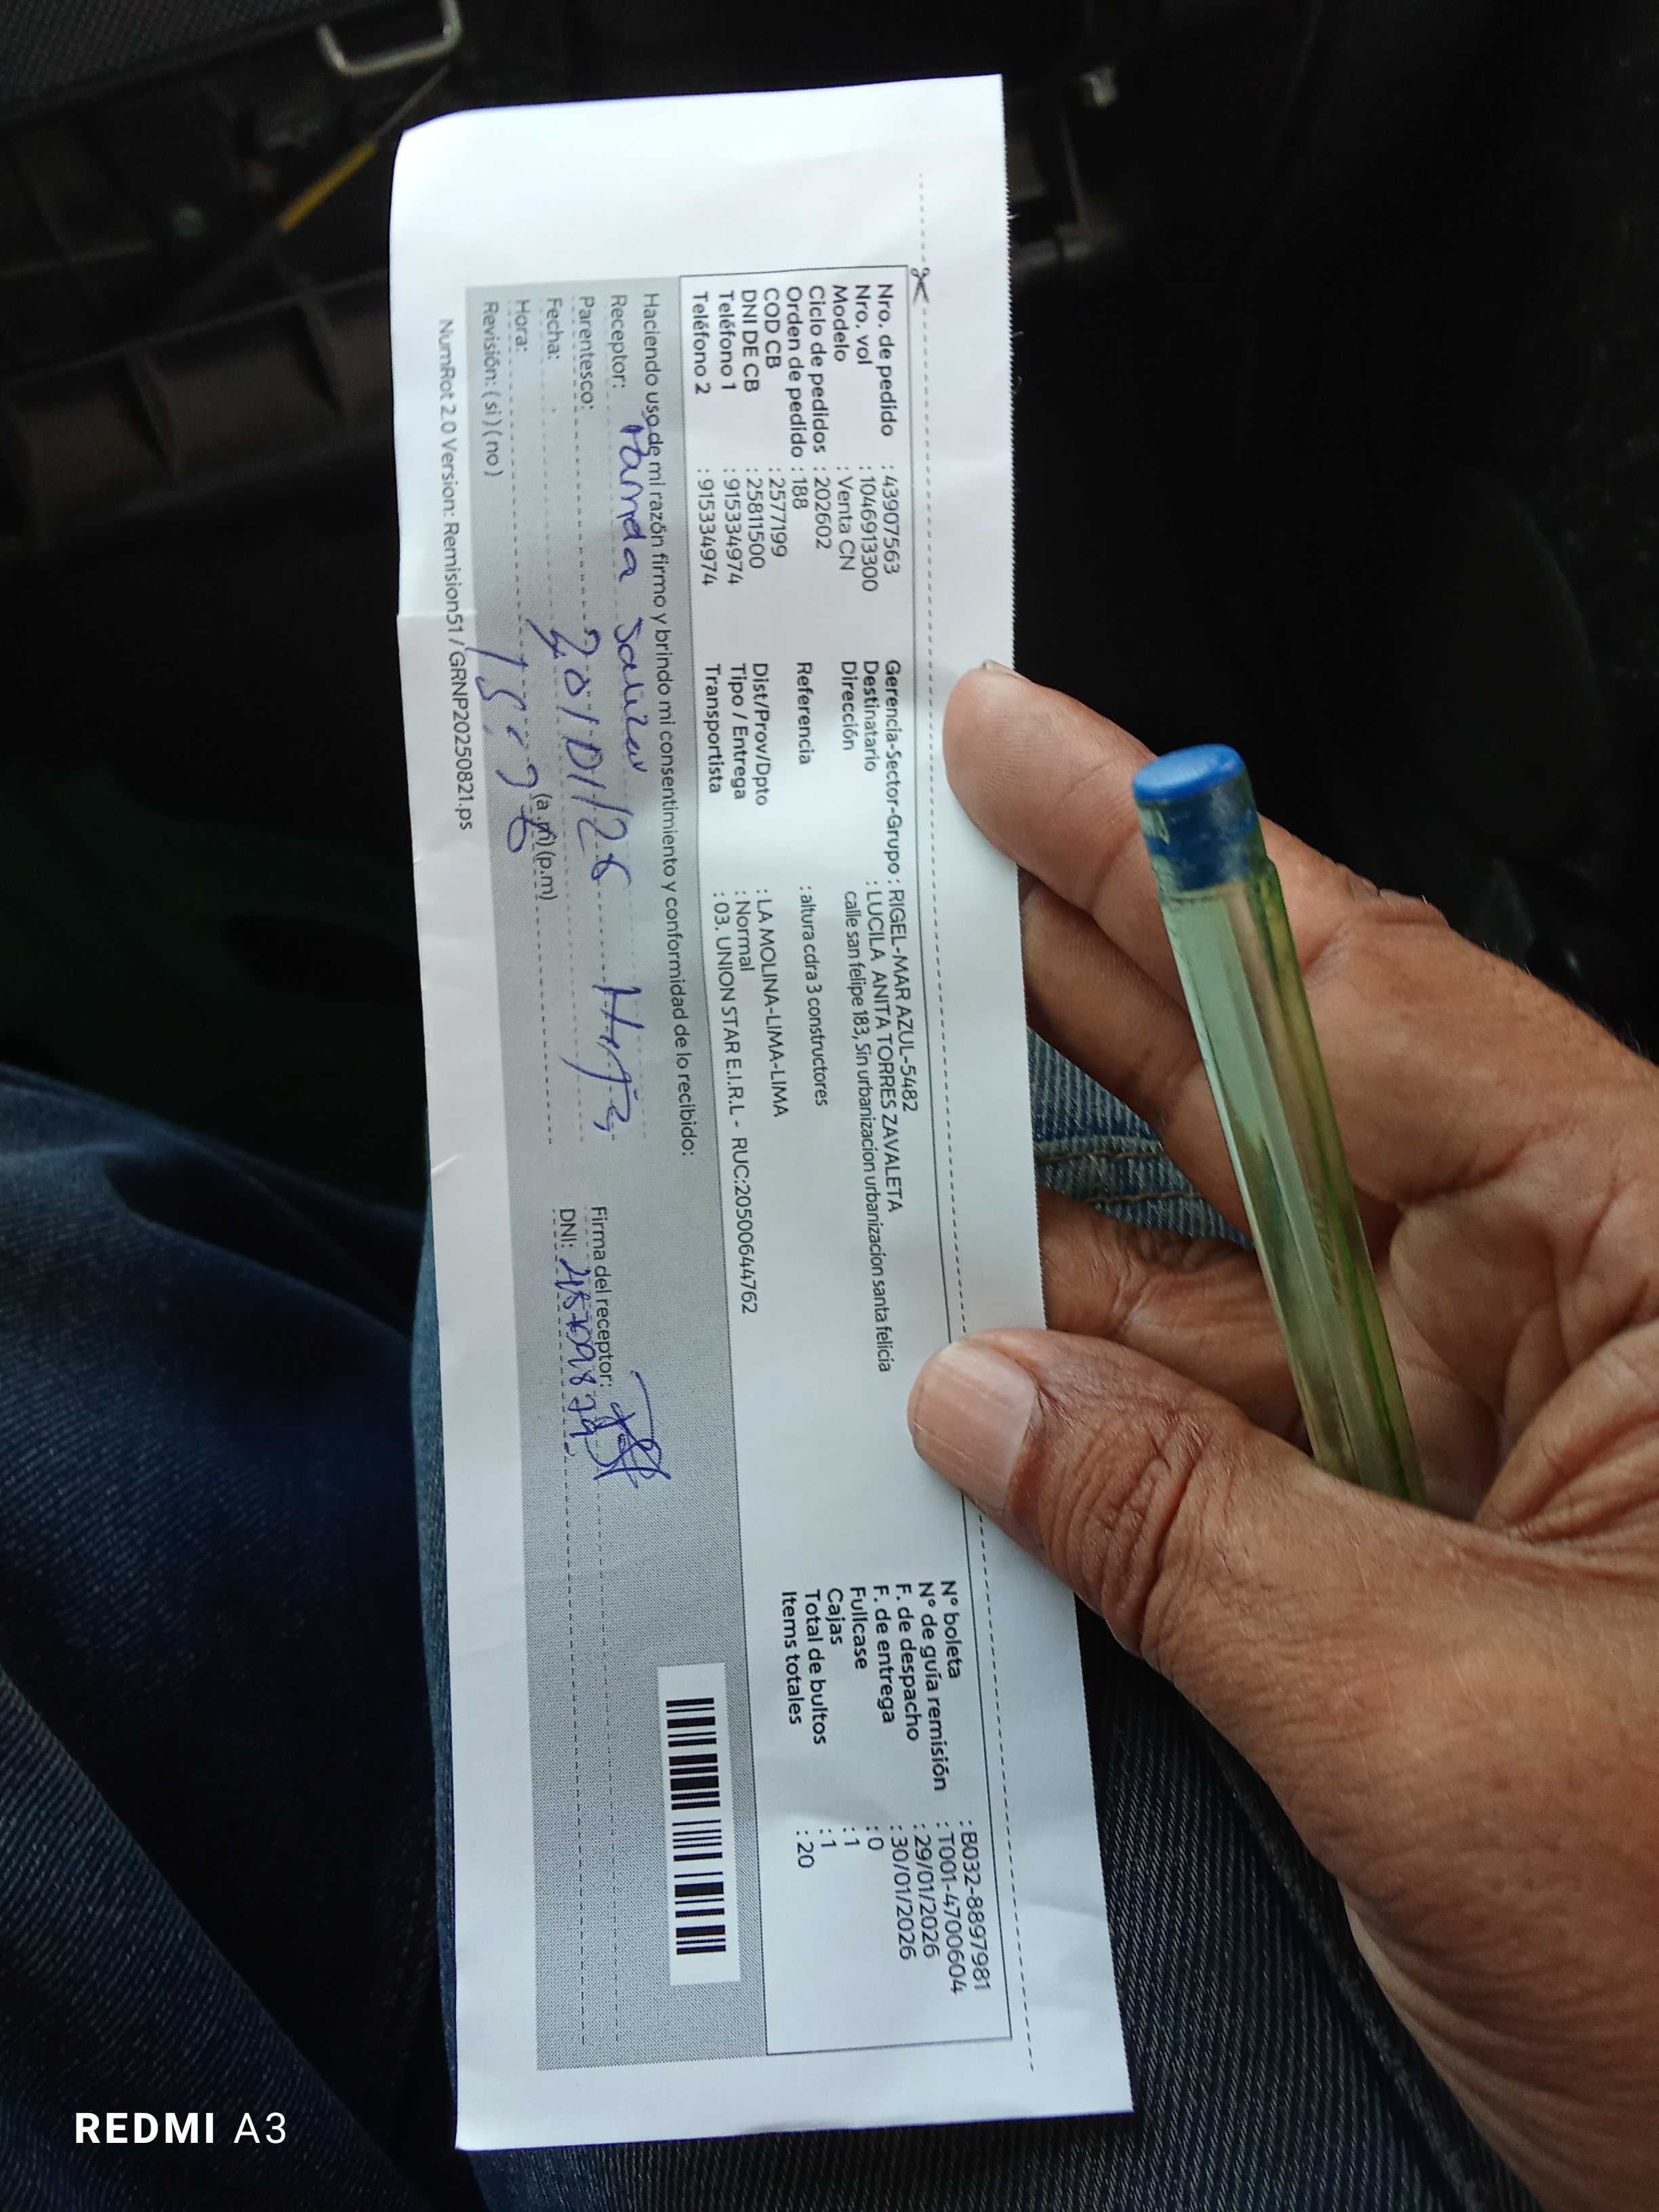 Nro. de pedido : 43907563
Nro. vol : 1046913300
Modelo : Venta CN
Ciclo de pedidos : 202602
Orden de pedido : 188
COD CB : 2577199
DNI DE CB : 25811500
Teléfono 1 : 915334974
Teléfono 2 : 915334974
Gerencia-Sector-Grupo : RIGEL-MAR AZUL-5482
Destinatario : LUCILA ANITA TORRES ZAVALETA
Dirección calle san felipe 183, Sin urbanizacion urbanizacion santa felicia
Referencia : altura cdra 3 constructores
Dist/Prov/Dpto : LA MOLINA-LIMA-LIMA
Tipo / Entrega : Normal
Transportista : 03. UNION STAR E.I.R.L - RUC:20500644762
N° boleta : B032-8897981
N° de guía remisión : T001-4700604
F. de despacho : 29/01/2026
F. de entrega : 30/01/2026
Fullcase : 0
Cajas : 1
Total de bultos : 1
Items totales : 20
Haciendo uso de mi razón firmo y brindo mi consentimiento y conformidad de lo recibido:
Receptor:
Parentesco:
Fecha:
Hora: (a.m) (p.m)
Revisión: ( si ) ( no )
Firma del receptor:
DNI:
NumRot 2.0 Version: Remision51 / GRNP20250821.ps
REDMI A3